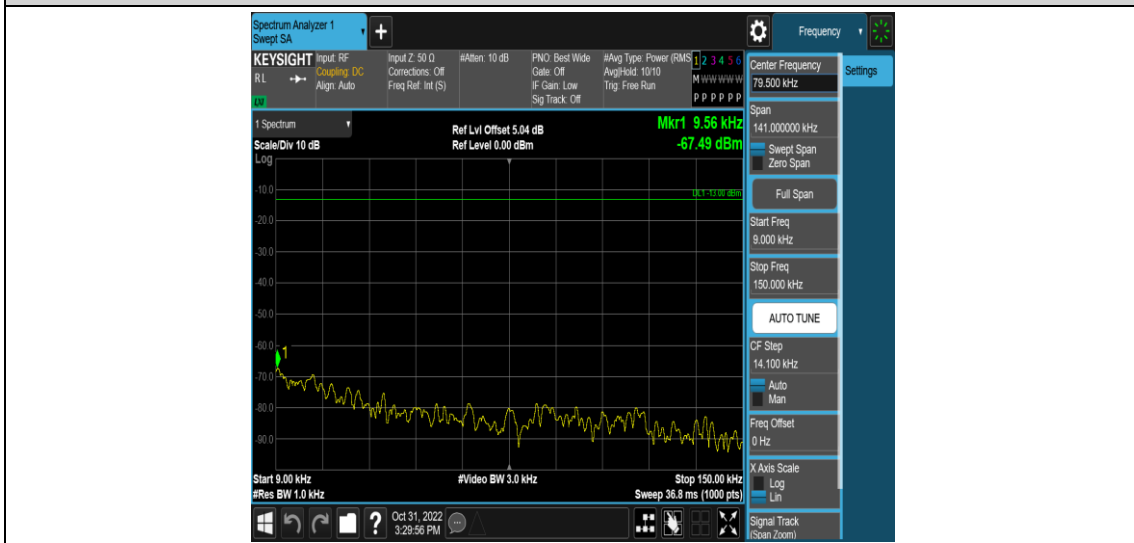 Spectrum Analyzer 1
Swept SA
+
Frequency
KEYSIGHT
RL
LXI
Input: RF
Coupling: DC
Align: Auto
Input Z: 50 Ω
Corrections: Off
Freq Ref: Int (S)
#Atten: 10 dB
PNO: Best Wide
Gate: Off
IF Gain: Low
Sig Track: Off
#Avg Type: Power (RMS
Avg|Hold: 10/10
Trig: Free Run
1 2 3 4 5 6
M W W W W W
P P P P P P
1 Spectrum
Scale/Div 10 dB
Log
Ref Lvl Offset 5.04 dB
Ref Level 0.00 dBm
Mkr1 9.56 kHz
-67.49 dBm
DL1 -13.00 dBm
-10.0
-20.0
-30.0
-40.0
-50.0
-60.0
1
-70.0
-80.0
-90.0
Start 9.00 kHz
#Res BW 1.0 kHz
#Video BW 3.0 kHz
Stop 150.00 kHz
Sweep 36.8 ms (1000 pts)
Center Frequency
79.500 kHz
Settings
Span
141.000000 kHz
Swept Span
Zero Span
Full Span
Start Freq
9.000 kHz
Stop Freq
150.000 kHz
AUTO TUNE
CF Step
14.100 kHz
Auto
Man
Freq Offset
0 Hz
X Axis Scale
Log
Lin
Signal Track
(Span Zoom)
?
Oct 31, 2022
3:29:56 PM